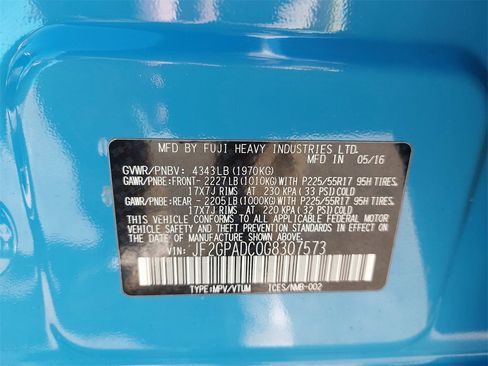 MFD BY FUJI HEAVY INDUSTRIES LTD.
MFD IN 05/16
GVWR/PNBV : 4343LB (1970KG)
GAWR/PNBE:FRONT- 2227LB(1010KG)WITH P225/55R17 95H TIRES,
17X7J RIMS AT 230 KPA (33 PSI)COLD
GAWR/PNBE:REAR - 2205LB(1000KG)WITH P225/55R17 95H TIRES,
17X7J RIMS AT 220 KPA (32 PSI)COLD
THIS VEHICLE CONFORMS TO ALL APPLICABLE FEDERAL MOTOR
VEHICLE SAFETY AND THEFT PREVENTION STANDARDS IN EFFECT
ON THE DATE OF MANUFACTURE SHOWN ABOVE.
VIN: JF2GPADC0G8307573
TYPE:MPV/VTUM ICES/NMB-002